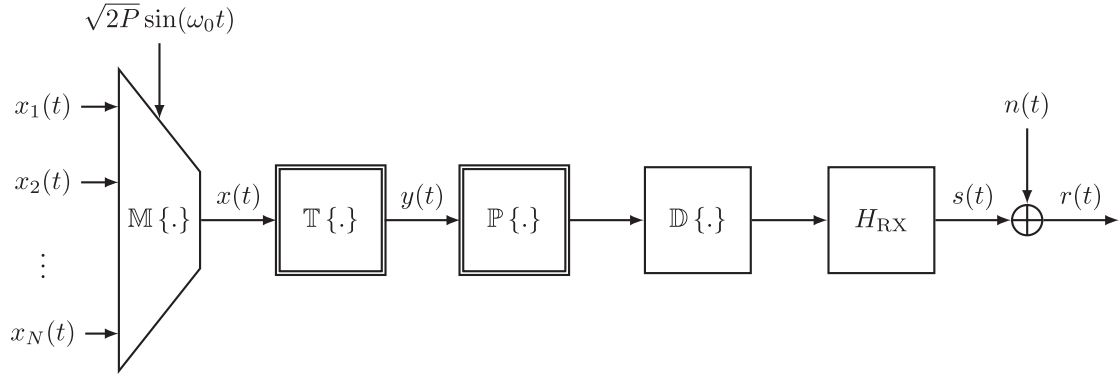 √2P sin(ω₀t)
x₁(t)
x₂(t)
⋮
x_N(t)
𝕄 {.}
x(t)
𝕋 {.}
y(t)
ℙ {.}
𝔻 {.}
H_RX
s(t)
n(t)
r(t)